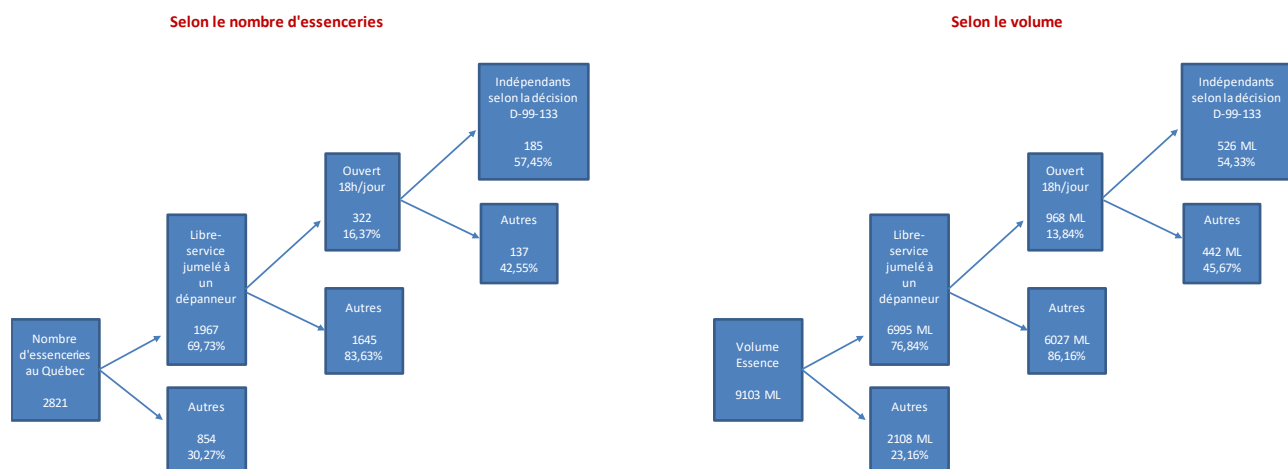 Selon le nombre d'essenceries
Nombre
d'essenceries
au Québec
2821
Libre-
service
jumelé à
un
dépanneur
1967
69,73%
Autres
854
30,27%
Ouvert
18h/jour
322
16,37%
Autres
1645
83,63%
Indépendants
selon la décision
D-99-133
185
57,45%
Autres
137
42,55%
Selon le volume
Volume
Essence
9103 ML
Libre-
service
jumelé à
un
dépanneur
6995 ML
76,84%
Autres
2108 ML
23,16%
Ouvert
18h/jour
968 ML
13,84%
Autres
6027 ML
86,16%
Indépendants
selon la décision
D-99-133
526 ML
54,33%
Autres
442 ML
45,67%